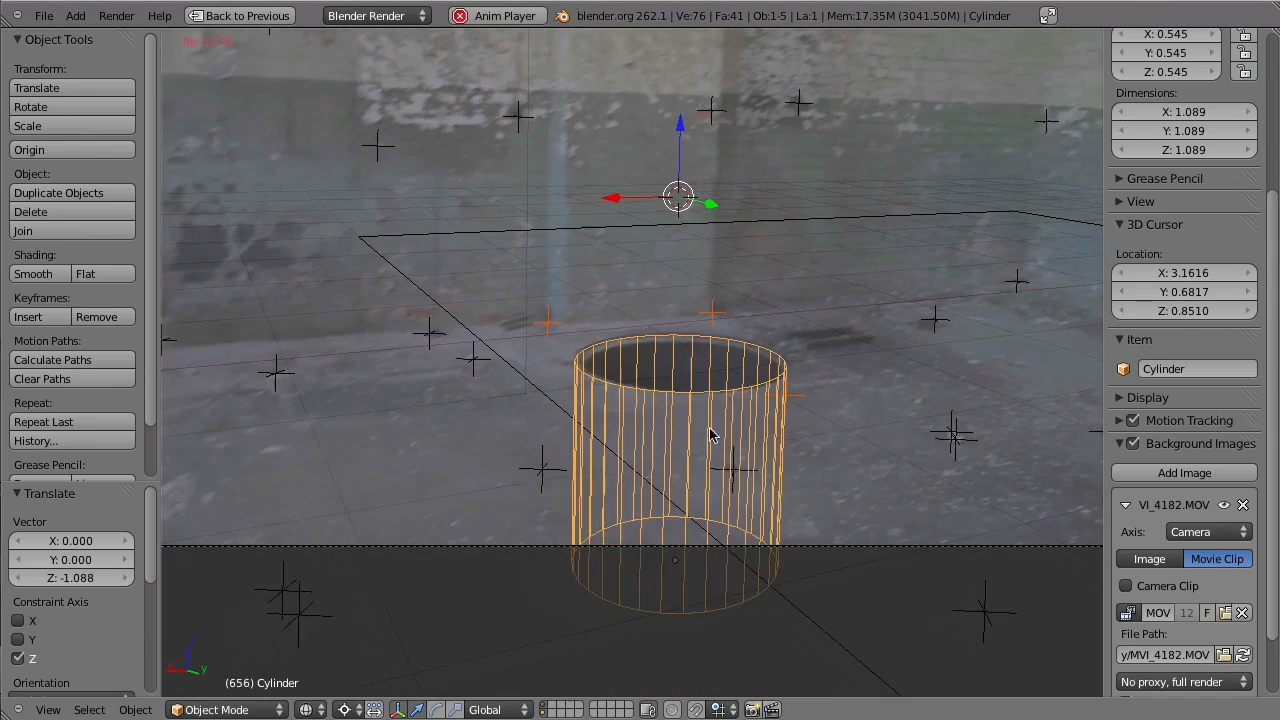 File Add Render Help Back to Previous Blender Render Anim Player blender.org 262.1 | Ve:76 | Fa:41 | Ob:1-5 | La:1 | Mem:17.35M (3041.50M) | Cylinder
Object Tools
Transform:
Translate
Rotate
Scale
Origin
Object:
Duplicate Objects
Delete
Join
Shading:
Smooth Flat
Keyframes:
Insert Remove
Motion Paths:
Calculate Paths
Clear Paths
Repeat:
Repeat Last
History...
Grease Pencil:
Translate
Vector
X: 0.000
Y: 0.000
Z: -1.088
Constraint Axis
X
Y
Z
Orientation
x y
(656) Cylinder
X: 0.545
Y: 0.545
Z: 0.545
Dimensions:
X: 1.089
Y: 1.089
Z: 1.089
Grease Pencil
View
3D Cursor
Location:
X: 3.1616
Y: 0.6817
Z: 0.8510
Item
Cylinder
Display
Motion Tracking
Background Images
Add Image
VI_4182.MOV
Axis: Camera
Image Movie Clip
Camera Clip
MOV 12 F
File Path:
y/MVI_4182.MOV
No proxy, full render
View Select Object Object Mode Global